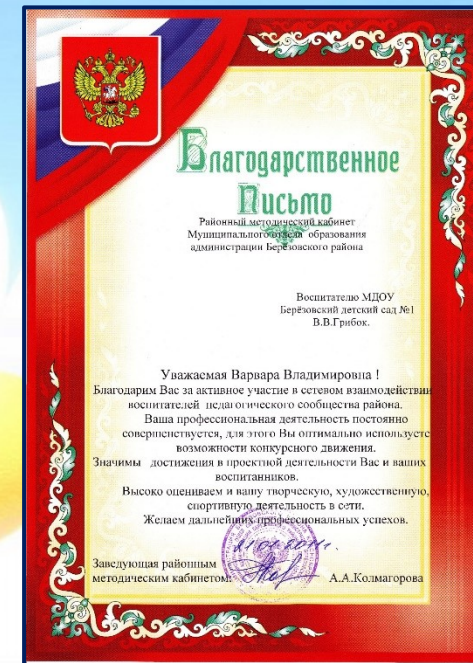 Благодарственное
Письмо
Районный методический кабинет
Муниципального отдела образования
администрации Берёзовского района
Воспитателю МДОУ
Берёзовский детский сад №1
В.В.Грибок.
Уважаемая Варвара Владимировна !
Благодарим Вас за активное участие в сетевом взаимодействии
воспитателей педагогического сообщества района.
Ваша профессиональная деятельность постоянно
совершенствуется, для этого Вы оптимально используете
возможности конкурсного движения.
Значимы достижения в проектной деятельности Вас и ваших
воспитанников.
Высоко оцениваем и вашу творческую, художественную,
спортивную деятельность в сети.
Желаем дальнейших профессиональных успехов.
Заведующая районным
методическим кабинетом:
А.А.Колмагорова